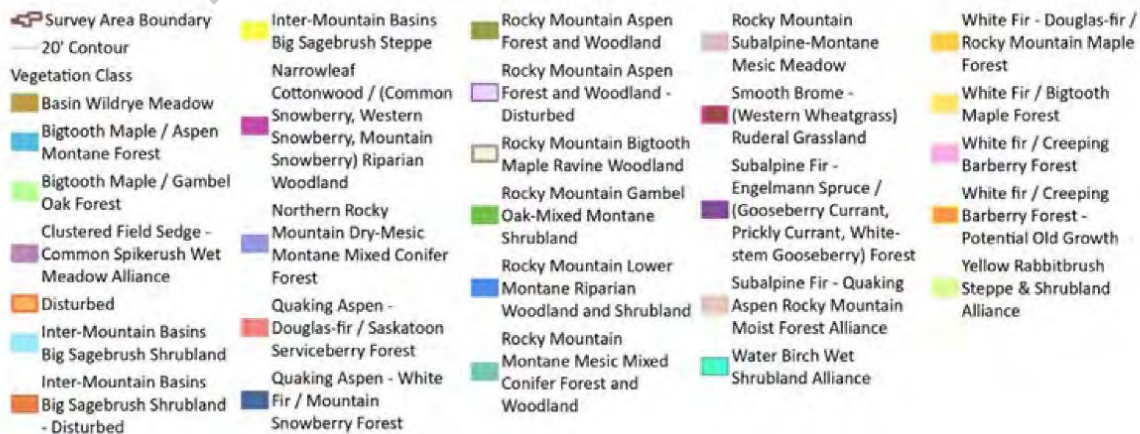 Survey Area Boundary
20' Contour
Vegetation Class
Basin Wildrye Meadow
Bigtooth Maple / Aspen
Montane Forest
Bigtooth Maple / Gambel
Oak Forest
Clustered Field Sedge -
Common Spikerush Wet
Meadow Alliance
Disturbed
Inter-Mountain Basins
Big Sagebrush Shrubland
Inter-Mountain Basins
Big Sagebrush Shrubland
- Disturbed
Inter-Mountain Basins
Big Sagebrush Steppe
Narrowleaf
Cottonwood / (Common
Snowberry, Western
Snowberry, Mountain
Snowberry) Riparian
Woodland
Northern Rocky
Mountain Dry-Mesic
Montane Mixed Conifer
Forest
Quaking Aspen -
Douglas-fir / Saskatoon
Serviceberry Forest
Quaking Aspen - White
Fir / Mountain
Snowberry Forest
Rocky Mountain Aspen
Forest and Woodland
Rocky Mountain Aspen
Forest and Woodland -
Disturbed
Rocky Mountain Bigtooth
Maple Ravine Woodland
Rocky Mountain Gambel
Oak-Mixed Montane
Shrubland
Rocky Mountain Lower
Montane Riparian
Woodland and Shrubland
Rocky Mountain
Montane Mesic Mixed
Conifer Forest and
Woodland
Rocky Mountain
Subalpine-Montane
Mesic Meadow
Smooth Brome -
(Western Wheatgrass)
Ruderal Grassland
Subalpine Fir -
Engelmann Spruce /
(Gooseberry Currant,
Prickly Currant, White-
stem Gooseberry) Forest
Subalpine Fir - Quaking
Aspen Rocky Mountain
Moist Forest Alliance
Water Birch Wet
Shrubland Alliance
White Fir - Douglas-fir /
Rocky Mountain Maple
Forest
White Fir / Bigtooth
Maple Forest
White fir / Creeping
Barberry Forest
White fir / Creeping
Barberry Forest -
Potential Old Growth
Yellow Rabbitbrush
Steppe & Shrubland
Alliance